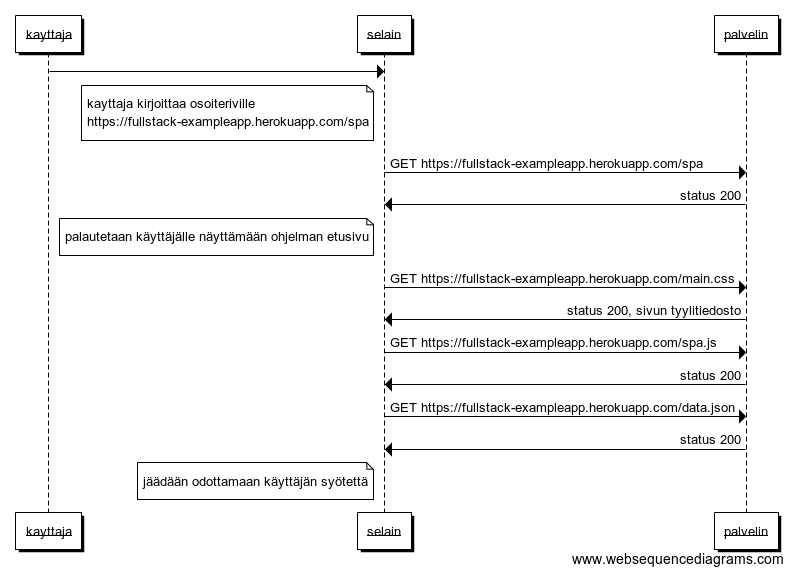 kayttaja
selain
palvelin
kayttaja kirjoittaa osoiteriville
https://fullstack-exampleapp.herokuapp.com/spa
GET https://fullstack-exampleapp.herokuapp.com/spa
status 200
palautetaan käyttäjälle näyttämään ohjelman etusivu
GET https://fullstack-exampleapp.herokuapp.com/main.css
status 200, sivun tyylitiedosto
GET https://fullstack-exampleapp.herokuapp.com/spa.js
status 200
GET https://fullstack-exampleapp.herokuapp.com/data.json
status 200
jäädään odottamaan käyttäjän syötettä
kayttaja
selain
palvelin
www.websequencediagrams.com